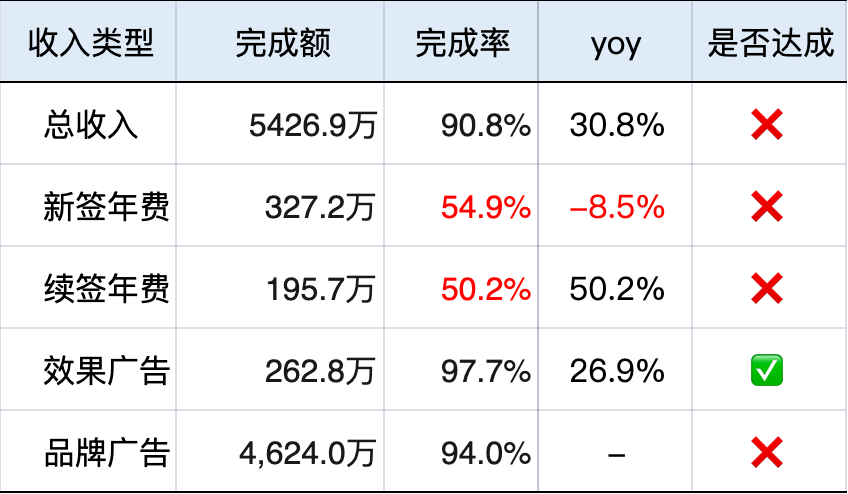 收入类型 完成额 完成率 yoy 是否达成
总收入 5426.9万 90.8% 30.8% ❌
新签年费 327.2万 54.9% –8.5% ❌
续签年费 195.7万 50.2% 50.2% ❌
效果广告 262.8万 97.7% 26.9% ✅
品牌广告 4,624.0万 94.0% – ❌